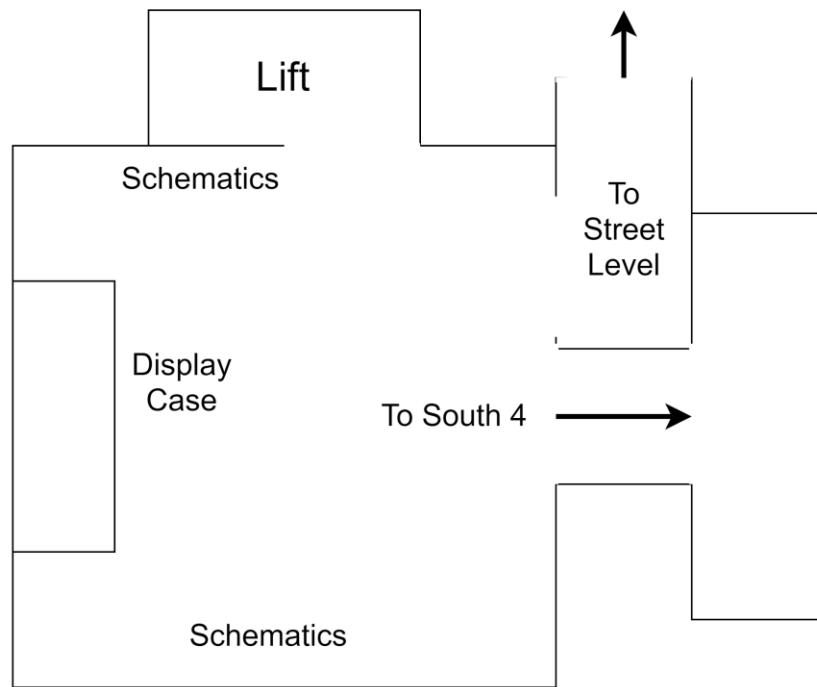 Lift
Schematics
To
Street
Level
Display
Case
To South 4
Schematics